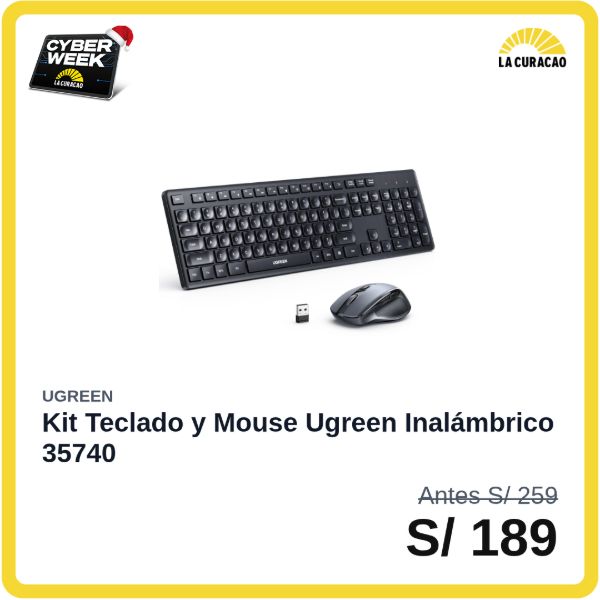 CYBER
WEEK
LA CURACAO
LA CURACAO
UGREEN
UGREEN
Kit Teclado y Mouse Ugreen Inalámbrico
35740
Antes S/ 259
S/ 189